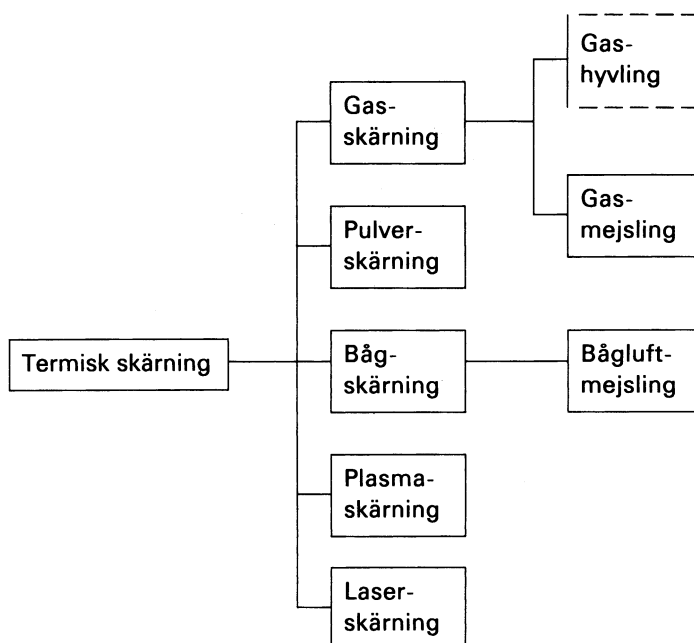 Gas-
hyvling
Gas-
skärning
Gas-
mejsling
Pulver-
skärning
Termisk skärning
Båg-
skärning
Bågluft-
mejsling
Plasma-
skärning
Laser-
skärning